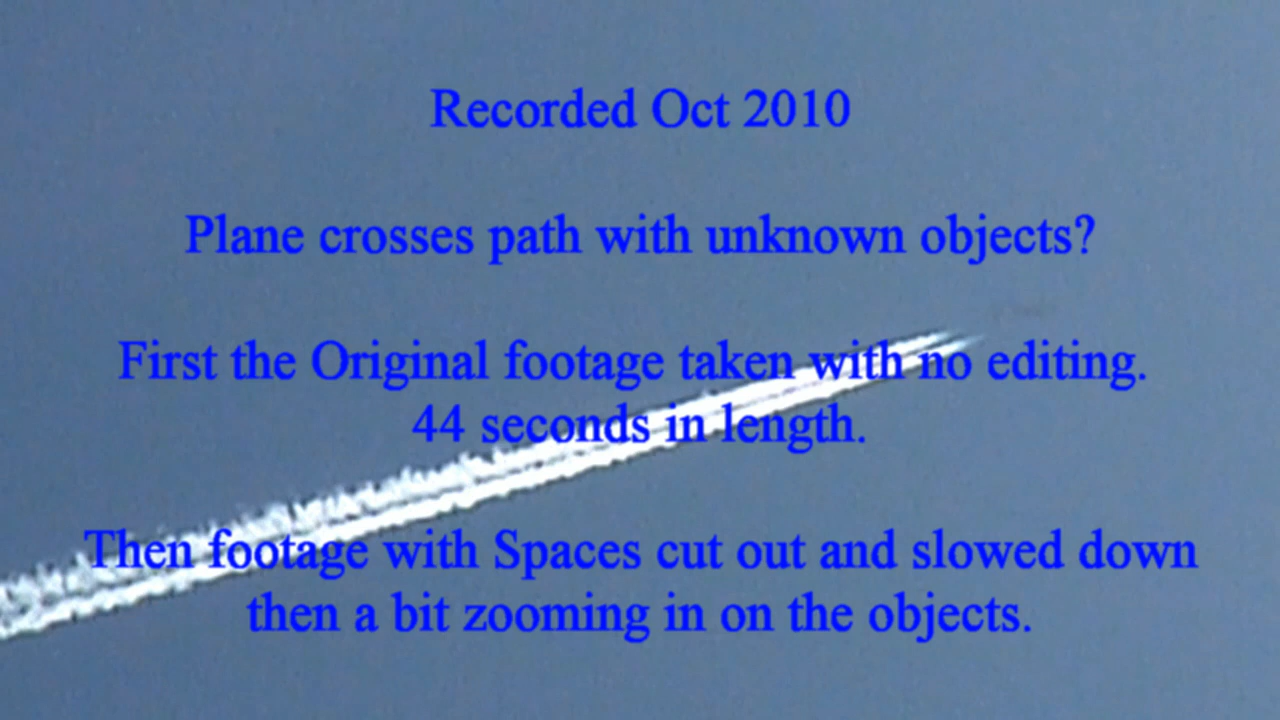 Recorded Oct 2010
Plane crosses path with unknown objects?
First the Original footage taken with no editing.
44 seconds in length.
Then footage with Spaces cut out and slowed down
then a bit zooming in on the objects.